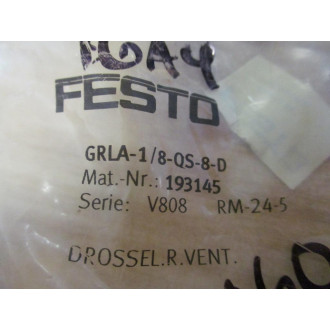 FESTO
GRLA-1/8-QS-8-D
Mat.-Nr.: 193145
Serie: V808 RM-24-5
DROSSEL.R.VENT.